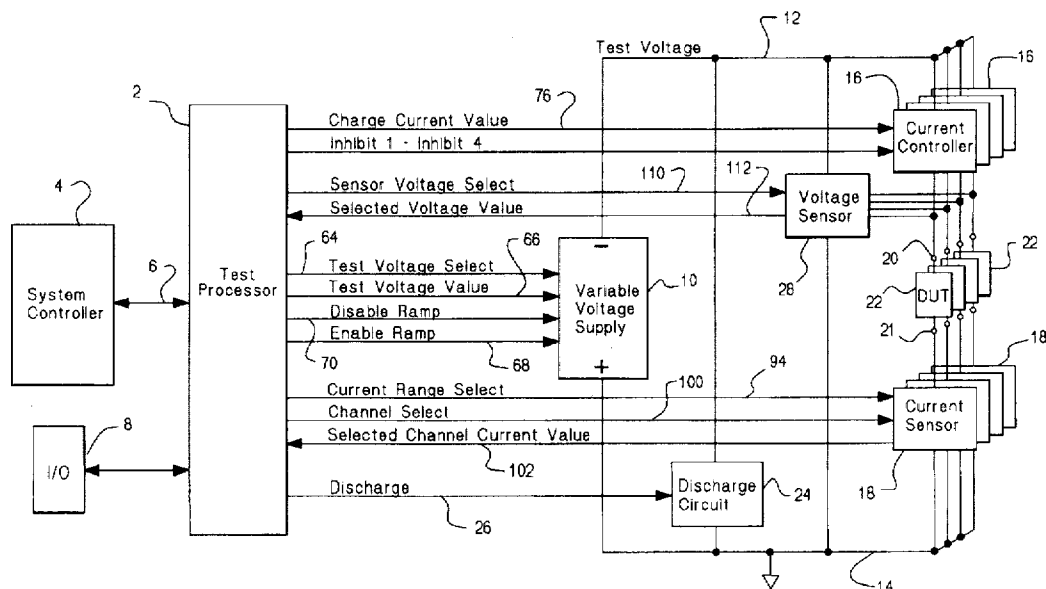 12
Test Voltage
16
16
2
76
Charge Current Value
Inhibit 1 - Inhibit 4
Current
Controller
4
Sensor Voltage Select
110
112
Selected Voltage Value
Voltage
Sensor
28
64
66
Test Voltage Select
Test Voltage Value
Disable Ramp
Enable Ramp
70
68
6
System
Controller
Test
Processor
−
Variable
Voltage
Supply
+
10
20
22
22
DUT
21
18
94
Current Range Select
Channel Select
100
Selected Channel Current Value
102
Current
Sensor
18
8
I/O
Discharge
26
Discharge
Circuit
24
14